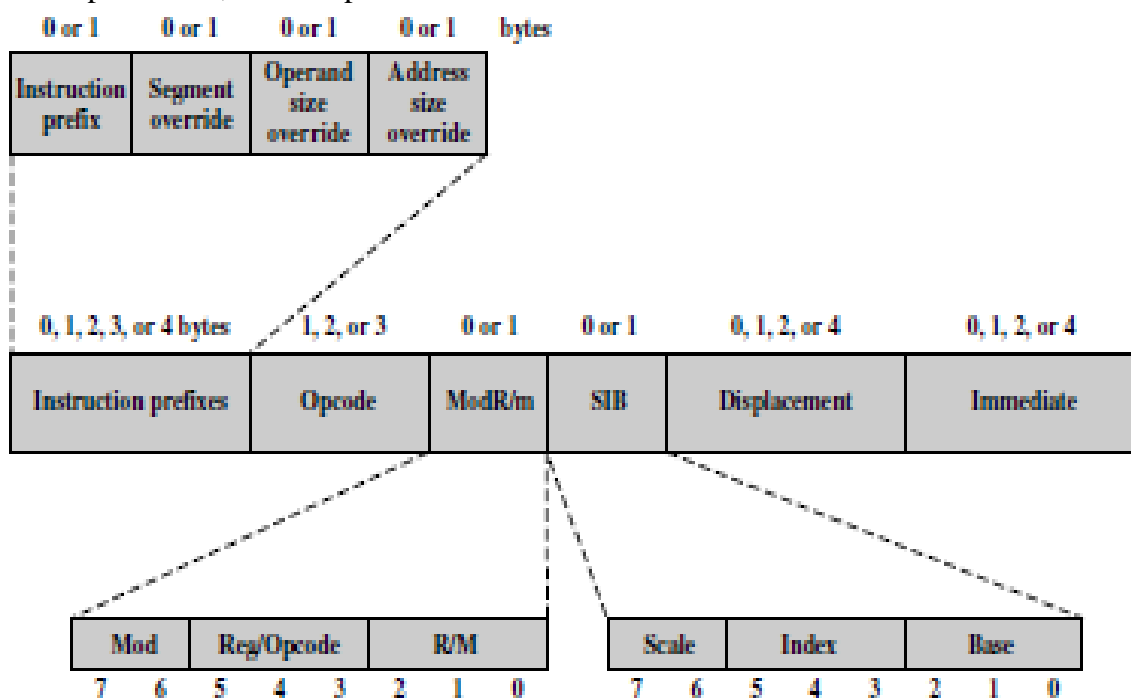 0 or 1 0 or 1 0 or 1 0 or 1 bytes
Instruction prefix Segment override Operand size override Address size override
0, 1, 2, 3, or 4 bytes 1, 2, or 3 0 or 1 0 or 1 0, 1, 2, or 4 0, 1, 2, or 4
Instruction prefixes Opcode ModR/m SIB Displacement Immediate
Mod Reg/Opcode R/M Scale Index Base
7 6 5 4 3 2 1 0 7 6 5 4 3 2 1 0